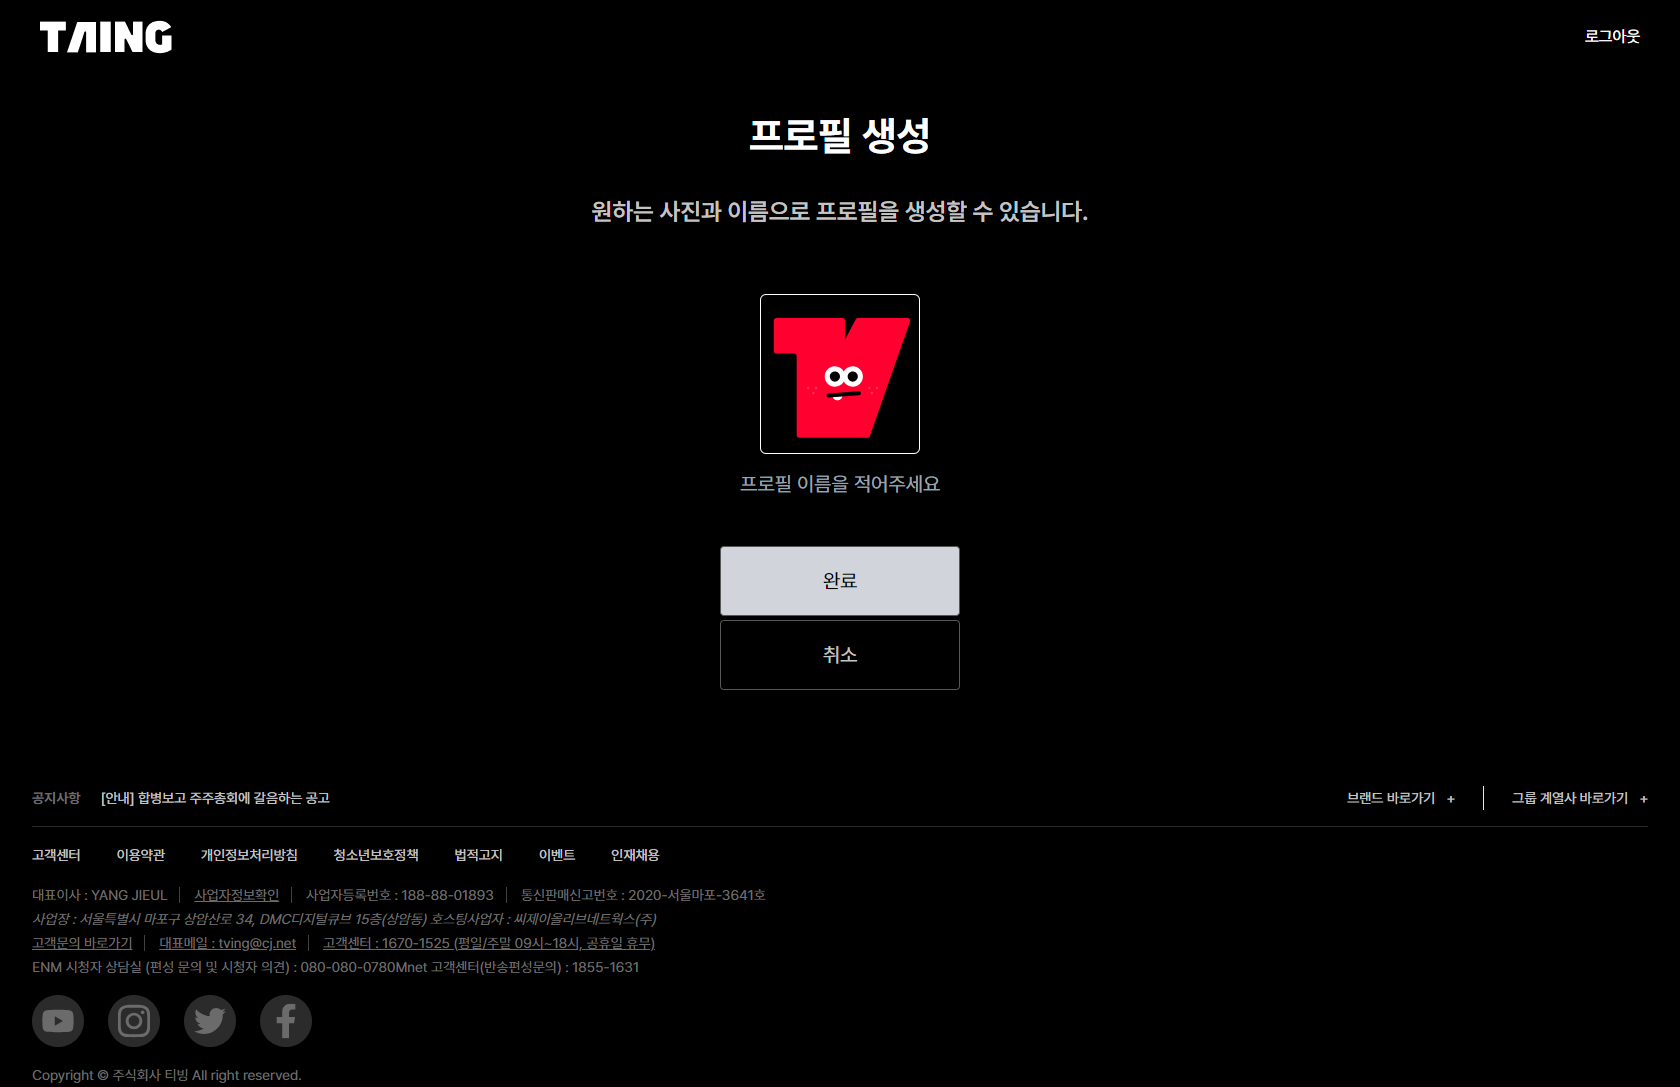 TAING
로그아웃
프로필 생성
원하는 사진과 이름으로 프로필을 생성할 수 있습니다.
프로필 이름을 적어주세요
완료
취소
공지사항 [안내] 합병보고 주주총회에 갈음하는 공고 브랜드 바로가기 + 그룹 계열사 바로가기 +
고객센터 이용약관 개인정보처리방침 청소년보호정책 법적고지 이벤트 인재채용
대표이사 : YANG JIEUL 사업자정보확인 사업자등록번호 : 188-88-01893 통신판매신고번호 : 2020-서울마포-3641호
사업장 : 서울특별시 마포구 상암산로 34, DMC디지털큐브 15층(상암동) 호스팅사업자 : 씨제이올리브네트웍스(주)
고객문의 바로가기 대표메일 : tving@cj.net 고객센터 : 1670-1525 (평일/주말 09시~18시, 공휴일 휴무)
ENM 시청자 상담실 (편성 문의 및 시청자 의견) : 080-080-0780Mnet 고객센터(반송편성문의) : 1855-1631
Copyright © 주식회사 티빙 All right reserved.